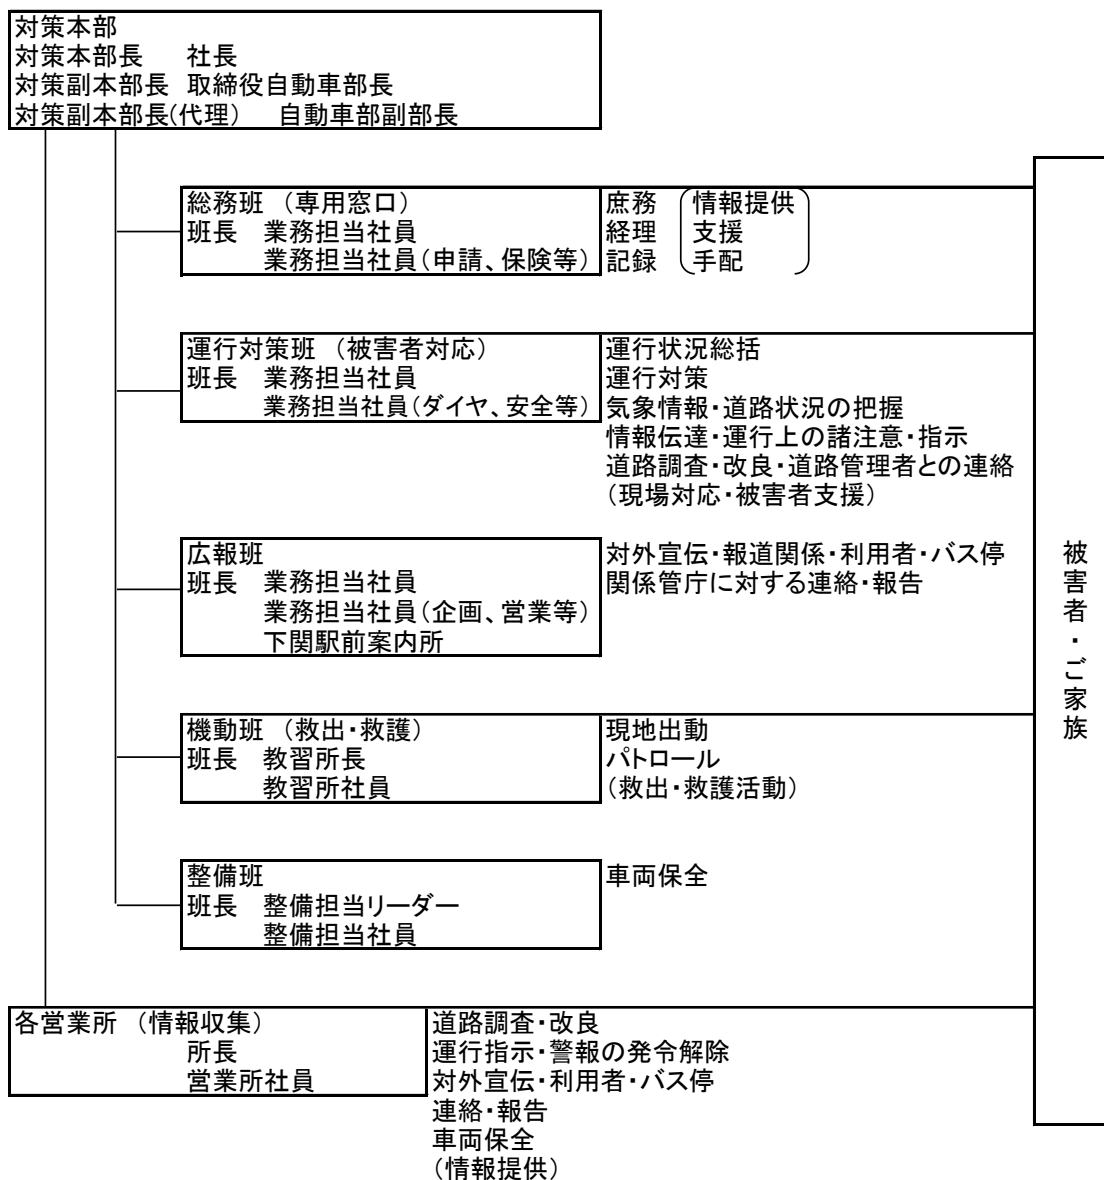 対策本部
対策本部長　社長
対策副本部長　取締役自動車部長
対策副本部長(代理)　自動車部副部長
総務班　（専用窓口）　庶務　情報提供
班長　業務担当社員　経理　支援
業務担当社員（申請、保険等）　記録　手配
運行対策班　（被害者対応）　運行状況総括
班長　業務担当社員　運行対策
業務担当社員（ダイヤ、安全等）　気象情報・道路状況の把握
情報伝達・運行上の諸注意・指示
道路調査・改良・道路管理者との連絡
（現場対応・被害者支援）
広報班　対外宣伝・報道関係・利用者・バス停
班長　業務担当社員　関係管庁に対する連絡・報告
業務担当社員（企画、営業等）
下関駅前案内所
機動班　（救出・救護）　現地出動
班長　教習所長　パトロール
教習所社員　（救出・救護活動）
整備班　車両保全
班長　整備担当リーダー
整備担当社員
各営業所　（情報収集）　道路調査・改良
所長　運行指示・警報の発令解除
営業所社員　対外宣伝・利用者・バス停
連絡・報告
車両保全
（情報提供）
被害者・ご家族